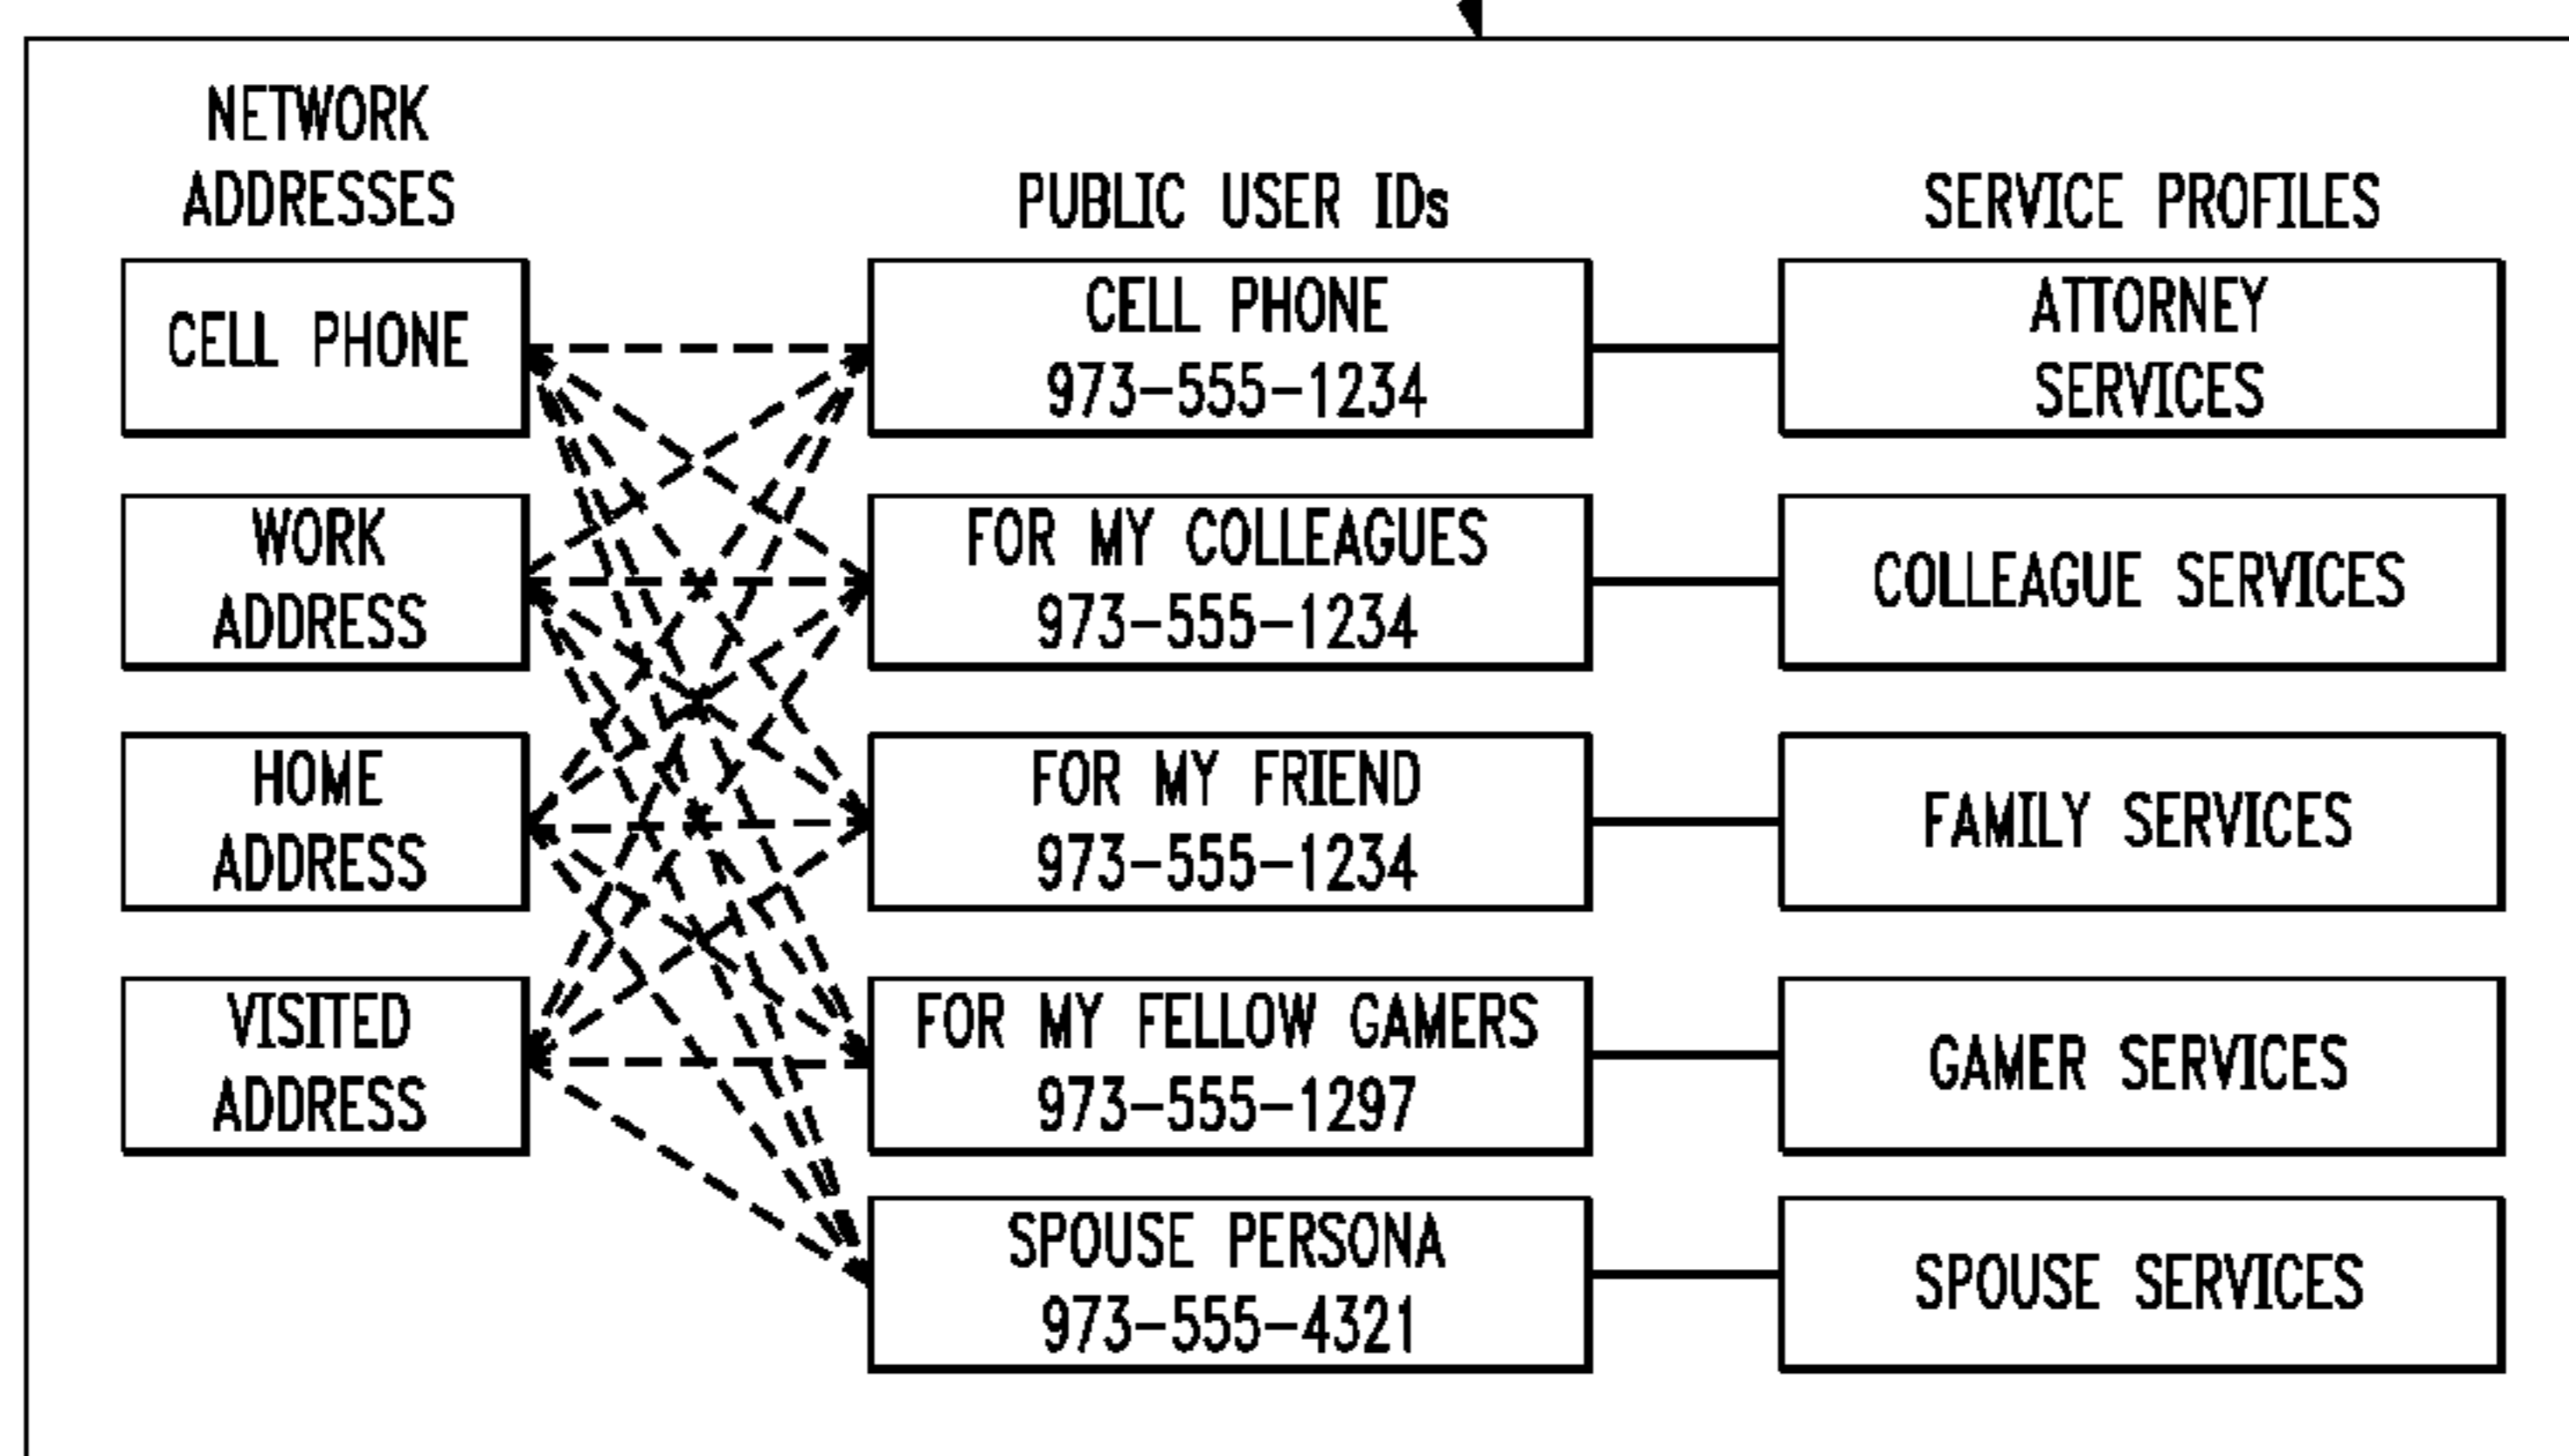 NETWORK
ADDRESSES
PUBLIC USER IDs
SERVICE PROFILES
CELL PHONE
CELL PHONE
973-555-1234
ATTORNEY
SERVICES
WORK
ADDRESS
FOR MY COLLEAGUES
973-555-1234
COLLEAGUE SERVICES
HOME
ADDRESS
FOR MY FRIEND
973-555-1234
FAMILY SERVICES
VISITED
ADDRESS
FOR MY FELLOW GAMERS
973-555-1297
GAMER SERVICES
SPOUSE PERSONA
973-555-4321
SPOUSE SERVICES